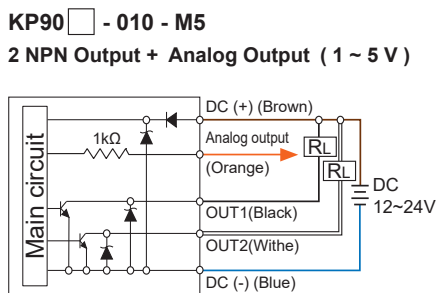 KP90□ - 010 - M5
2 NPN Output + Analog Output ( 1 ~ 5 V )
DC (+) (Brown)
1kΩ
Analog output
(Orange)
RL
RL
Main circuit
DC
12~24V
OUT1(Black)
OUT2(Withe)
DC (-) (Blue)